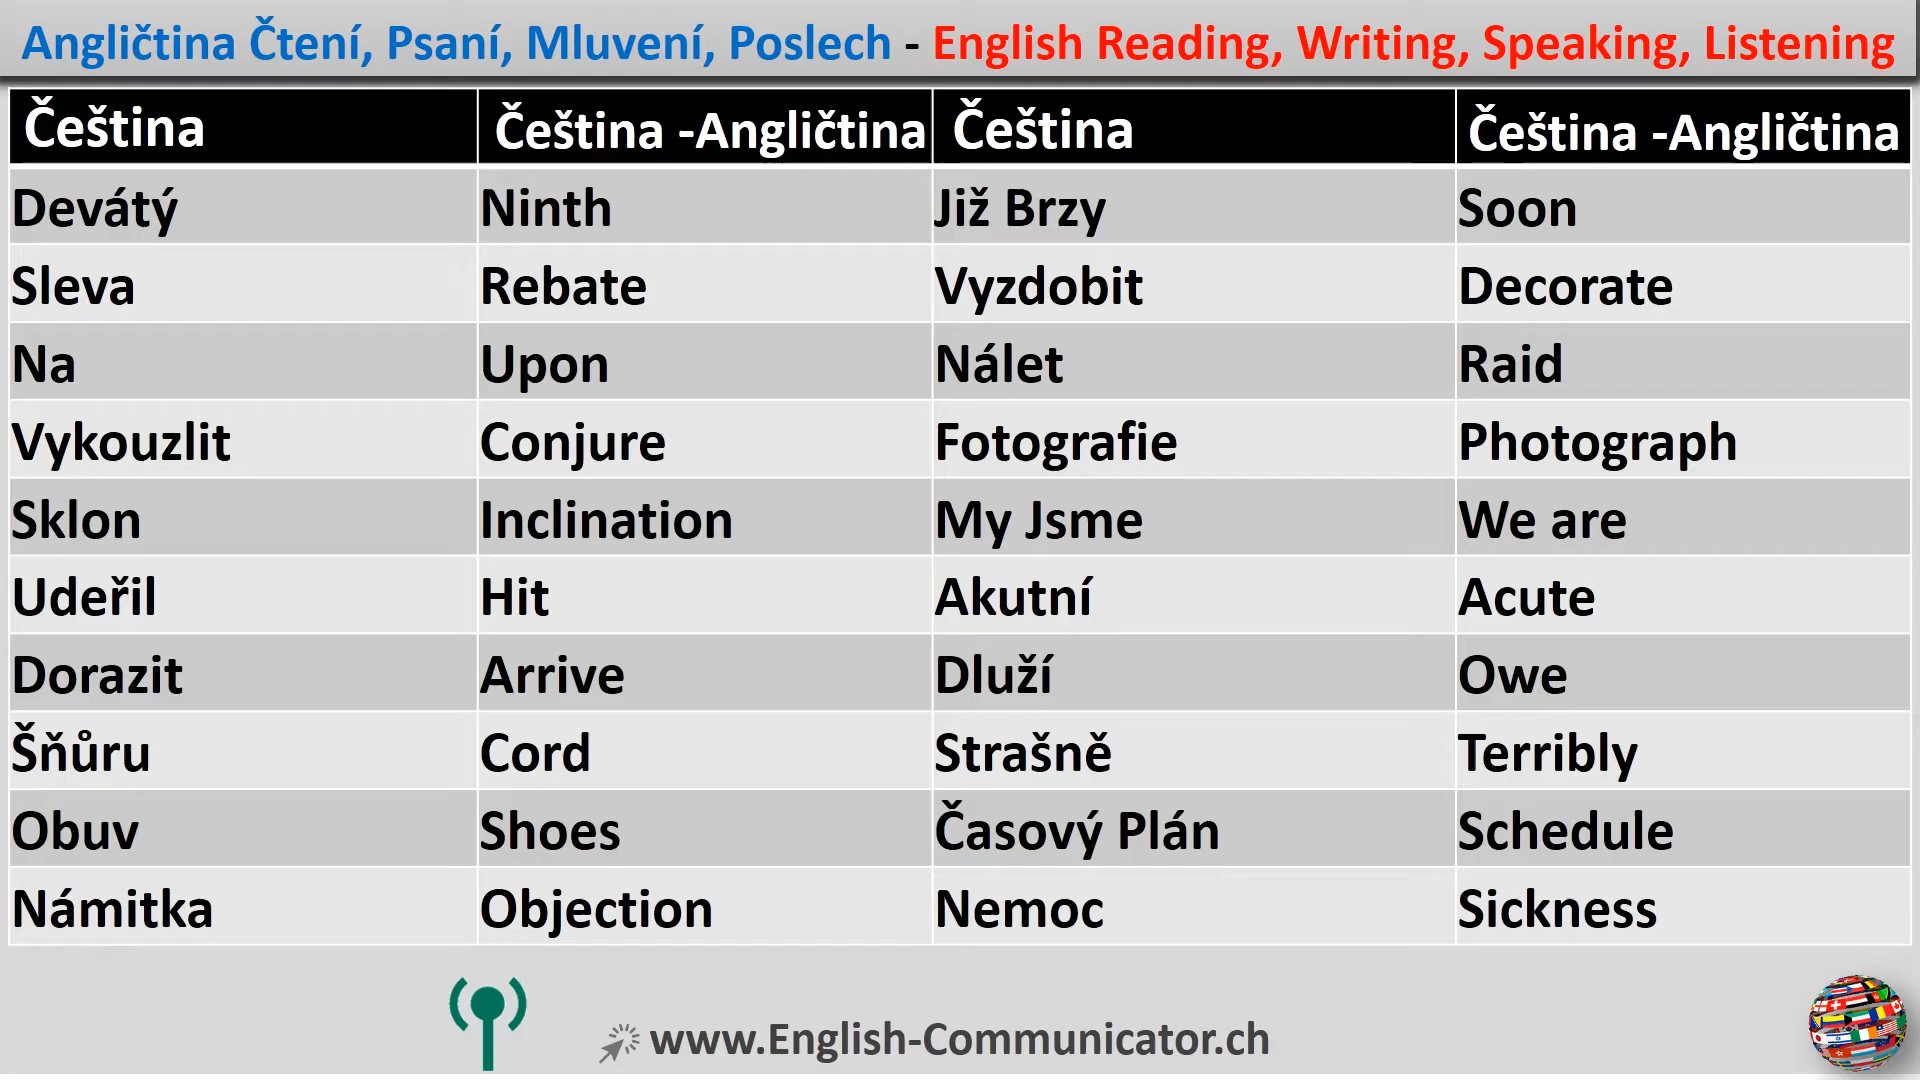 Angličtina Čtení, Psaní, Mluvení, Poslech - English Reading, Writing, Speaking, Listening
Čeština Čeština -Angličtina Čeština Čeština -Angličtina
Devátý Ninth Již Brzy Soon
Sleva Rebate Vyzdobit Decorate
Na Upon Nálet Raid
Vykouzlit Conjure Fotografie Photograph
Sklon Inclination My Jsme We are
Udeřil Hit Akutní Acute
Dorazit Arrive Dluží Owe
Šňůru Cord Strašně Terribly
Obuv Shoes Časový Plán Schedule
Námitka Objection Nemoc Sickness
www.English-Communicator.ch